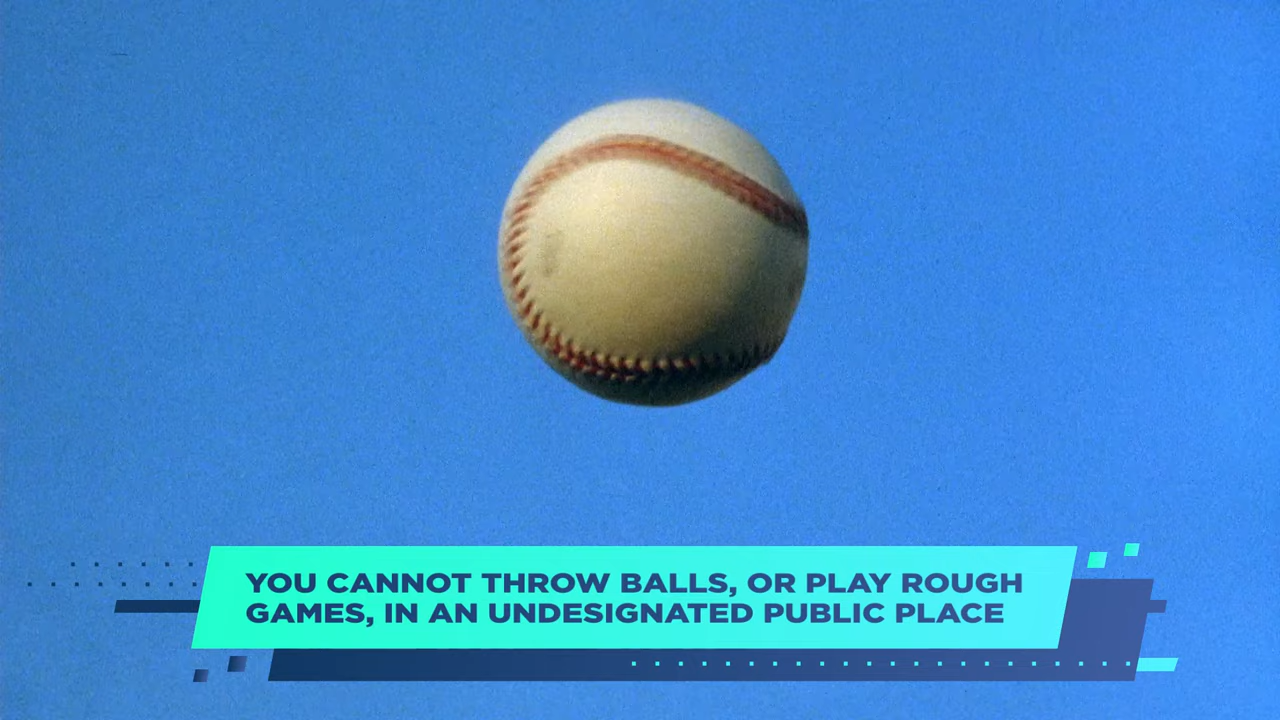 YOU CANNOT THROW BALLS, OR PLAY ROUGH
GAMES, IN AN UNDESIGNATED PUBLIC PLACE